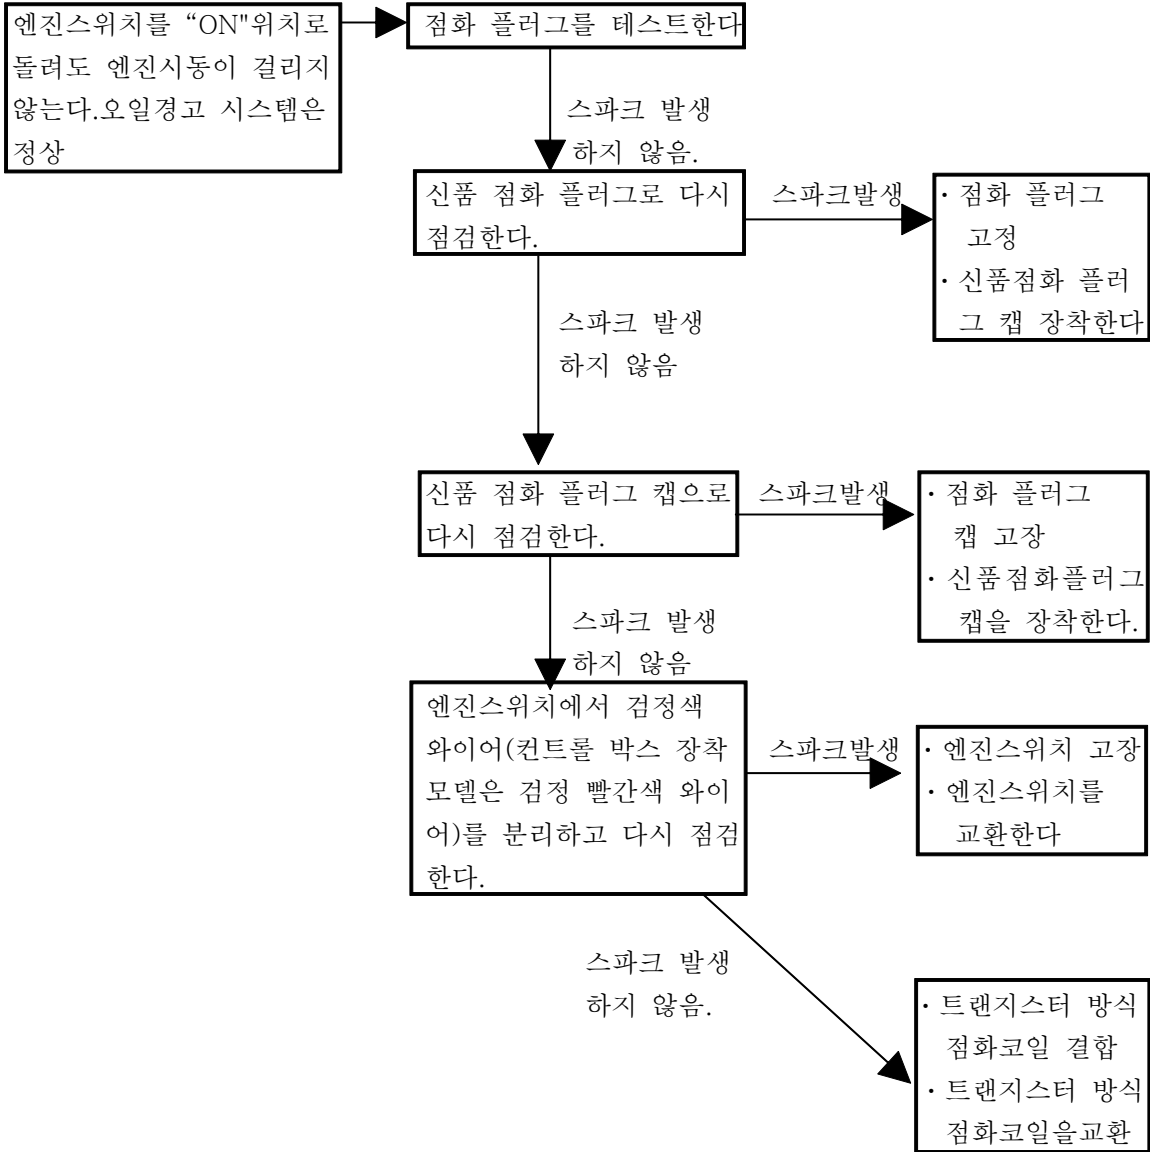 엔진스위치를 “ON"위치로
돌려도 엔진시동이 걸리지
않는다.오일경고 시스템은
정상
점화 플러그를 테스트한다
스파크 발생
하지 않음.
신품 점화 플러그로 다시
점검한다.
스파크발생
· 점화 플러그
고정
· 신품점화 플러
그 캡 장착한다
스파크 발생
하지 않음
신품 점화 플러그 캡으로
다시 점검한다.
스파크발생
· 점화 플러그
캡 고장
· 신품점화플러그
캡을 장착한다.
스파크 발생
하지 않음
엔진스위치에서 검정색
와이어(컨트롤 박스 장착
모델은 검정 빨간색 와이
어)를 분리하고 다시 점검
한다.
스파크발생
· 엔진스위치 고장
· 엔진스위치를
교환한다
스파크 발생
하지 않음.
· 트랜지스터 방식
점화코일 결합
· 트랜지스터 방식
점화코일을교환